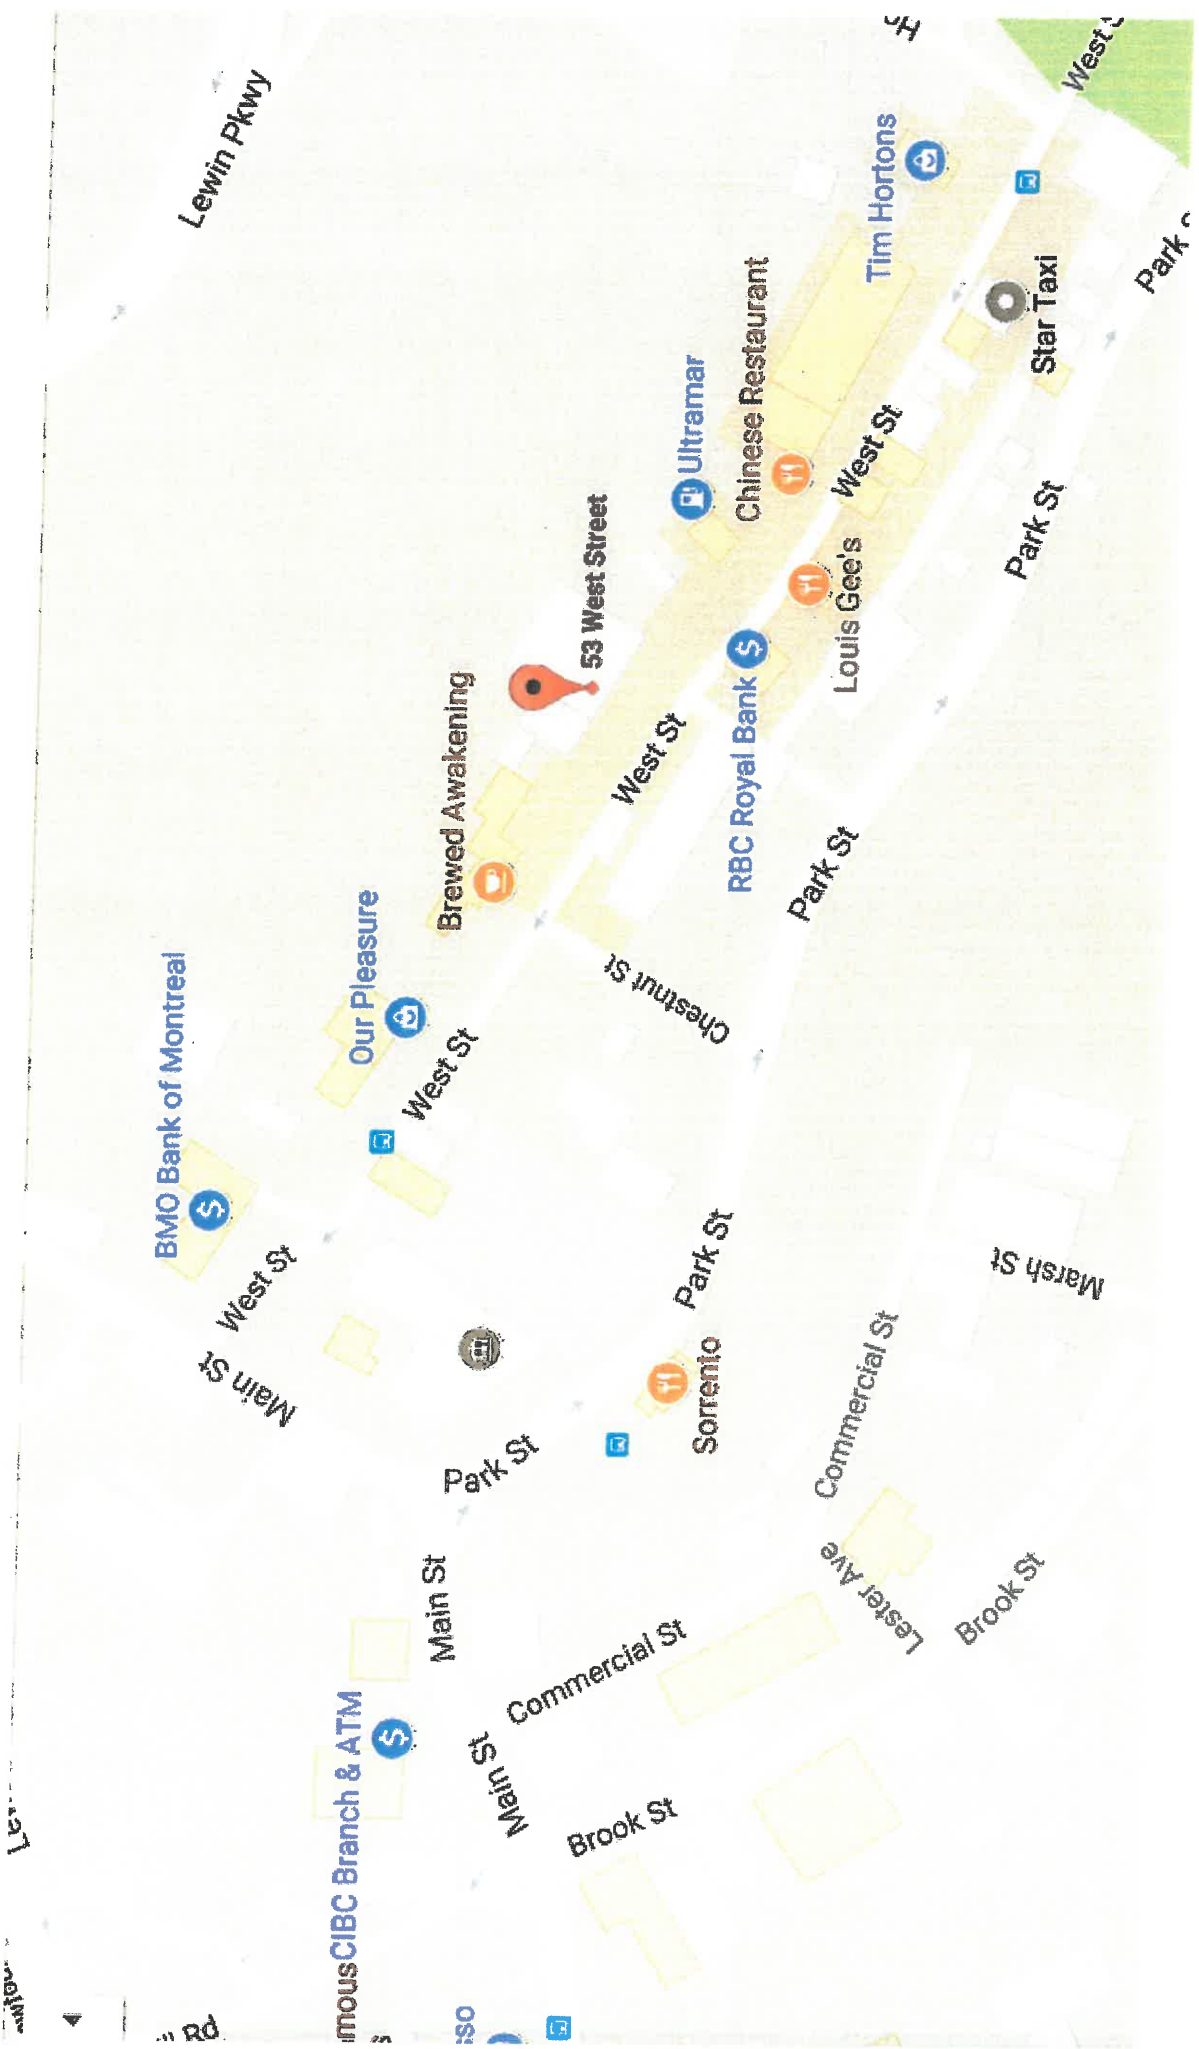 Lewin Pkwy
West
Tim Hortons
Star Taxi
Park
Chinese Restaurant
Ultramar
West St
Park St
Louis Gee's
53 West Street
RBC Royal Bank
West St
Park St
Brewed Awakening
Our Pleasure
Chestnut St
West St
BMO Bank of Montreal
West St
Main St
Park St
Sorrento
Park St
Marsh St
Commercial St
Lester Ave
Brook St
Main St
Commercial St
mousCIBC Branch & ATM
Main St
Brook St
Rd